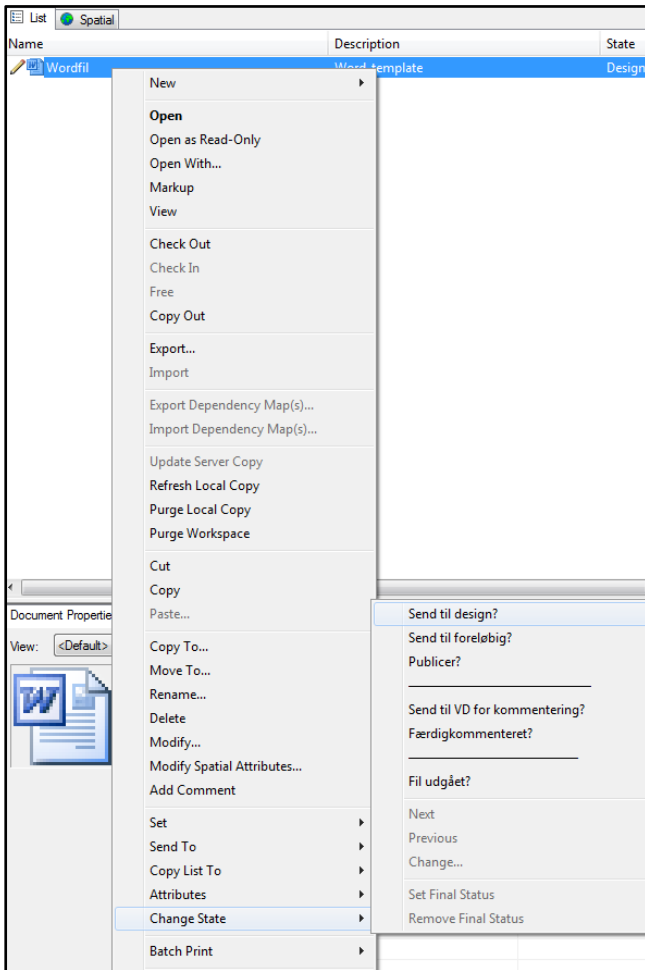 List Spatial
Name Description State
Wordfil Word-template Design
New
Open
Open as Read-Only
Open With...
Markup
View
Check Out
Check In
Free
Copy Out
Export...
Import
Export Dependency Map(s)...
Import Dependency Map(s)...
Update Server Copy
Refresh Local Copy
Purge Local Copy
Purge Workspace
Cut
Copy
Paste...
Copy To...
Move To...
Rename...
Delete
Modify...
Modify Spatial Attributes...
Add Comment
Set
Send To
Copy List To
Attributes
Change State
Batch Print
Document Propertie
View: <Default>
W
Send til design?
Send til foreløbig?
Publicer?
Send til VD for kommentering?
Færdigkommenteret?
Fil udgået?
Next
Previous
Change...
Set Final Status
Remove Final Status